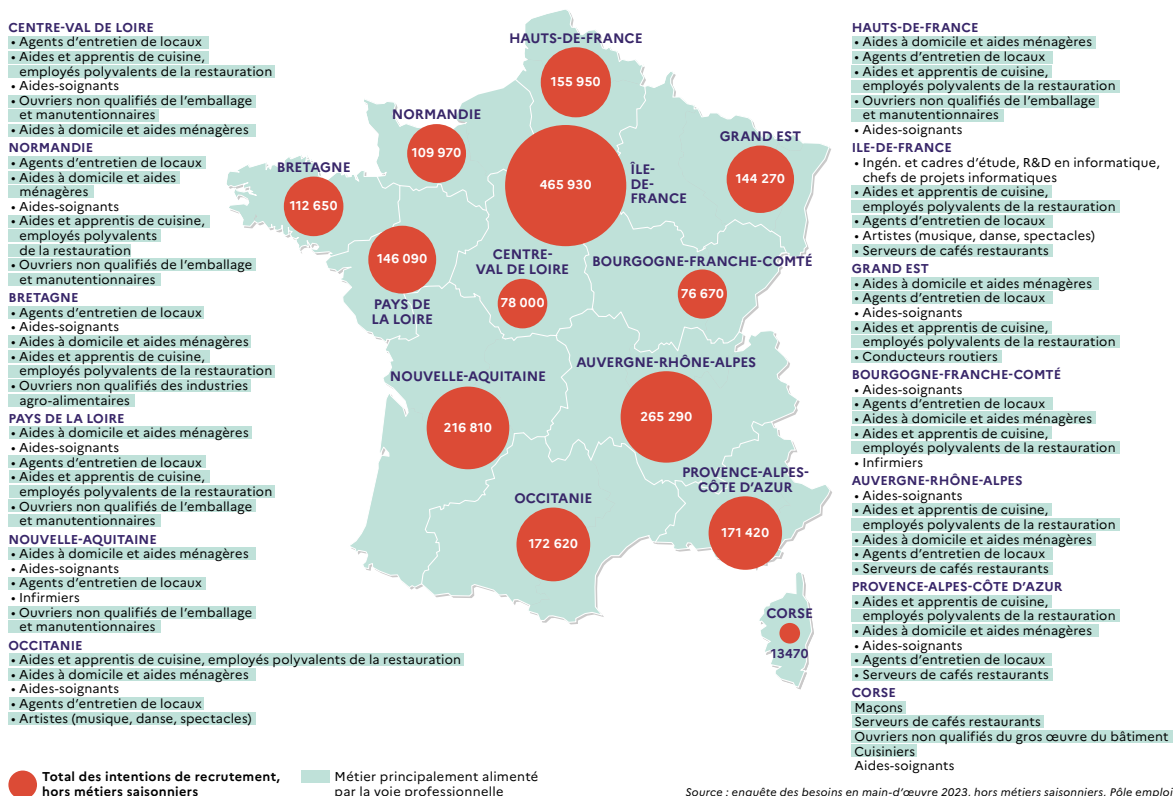 CENTRE-VAL DE LOIRE
• Agents d'entretien de locaux
• Aides et apprentis de cuisine,
employés polyvalents de la restauration
• Aides-soignants
• Ouvriers non qualifiés de l'emballage
et manutentionnaires
• Aides à domicile et aides ménagères
NORMANDIE
• Agents d'entretien de locaux
• Aides à domicile et aides
ménagères
• Aides-soignants
• Aides et apprentis de cuisine,
employés polyvalents
de la restauration
• Ouvriers non qualifiés de l'emballage
et manutentionnaires
BRETAGNE
• Agents d'entretien de locaux
• Aides-soignants
• Aides à domicile et aides ménagères
• Aides et apprentis de cuisine,
employés polyvalents de la restauration
• Ouvriers non qualifiés des industries
agro-alimentaires
PAYS DE LA LOIRE
• Aides à domicile et aides ménagères
• Aides-soignants
• Agents d'entretien de locaux
• Aides et apprentis de cuisine,
employés polyvalents de la restauration
• Ouvriers non qualifiés de l'emballage
et manutentionnaires
NOUVELLE-AQUITAINE
• Aides à domicile et aides ménagères
• Aides-soignants
• Agents d'entretien de locaux
• Infirmiers
• Ouvriers non qualifiés de l'emballage
et manutentionnaires
OCCITANIE
• Aides et apprentis de cuisine, employés polyvalents de la restauration
• Aides à domicile et aides ménagères
• Aides-soignants
• Agents d'entretien de locaux
• Artistes (musique, danse, spectacles)
HAUTS-DE-FRANCE
155 950
NORMANDIE
109 970
GRAND EST
144 270
BRETAGNE
112 650
465 930
ÎLE-
DE-
FRANCE
146 090
PAYS DE
LA LOIRE
CENTRE-
VAL DE LOIRE
78 000
BOURGOGNE-FRANCHE-COMTÉ
76 670
NOUVELLE-AQUITAINE
216 810
AUVERGNE-RHÔNE-ALPES
265 290
OCCITANIE
172 620
PROVENCE-ALPES-
CÔTE D'AZUR
171 420
CORSE
13470
HAUTS-DE-FRANCE
• Aides à domicile et aides ménagères
• Agents d'entretien de locaux
• Aides et apprentis de cuisine,
employés polyvalents de la restauration
• Ouvriers non qualifiés de l'emballage
et manutentionnaires
• Aides-soignants
ILE-DE-FRANCE
• Ingén. et cadres d'étude, R&D en informatique,
chefs de projets informatiques
• Aides et apprentis de cuisine,
employés polyvalents de la restauration
• Agents d'entretien de locaux
• Artistes (musique, danse, spectacles)
• Serveurs de cafés restaurants
GRAND EST
• Aides à domicile et aides ménagères
• Agents d'entretien de locaux
• Aides-soignants
• Aides et apprentis de cuisine,
employés polyvalents de la restauration
• Conducteurs routiers
BOURGOGNE-FRANCHE-COMTÉ
• Aides-soignants
• Agents d'entretien de locaux
• Aides à domicile et aides ménagères
• Aides et apprentis de cuisine,
employés polyvalents de la restauration
• Infirmiers
AUVERGNE-RHÔNE-ALPES
• Aides-soignants
• Aides et apprentis de cuisine,
employés polyvalents de la restauration
• Aides à domicile et aides ménagères
• Agents d'entretien de locaux
• Serveurs de cafés restaurants
PROVENCE-ALPES-CÔTE D'AZUR
• Aides et apprentis de cuisine,
employés polyvalents de la restauration
• Aides à domicile et aides ménagères
• Aides-soignants
• Agents d'entretien de locaux
• Serveurs de cafés restaurants
CORSE
Maçons
Serveurs de cafés restaurants
Ouvriers non qualifiés du gros œuvre du bâtiment
Cuisiniers
Aides-soignants
Total des intentions de recrutement,
hors métiers saisonniers
Métier principalement alimenté
par la voie professionnelle
Source : enquête des besoins en main-d'œuvre 2023, hors métiers saisonniers, Pôle emploi